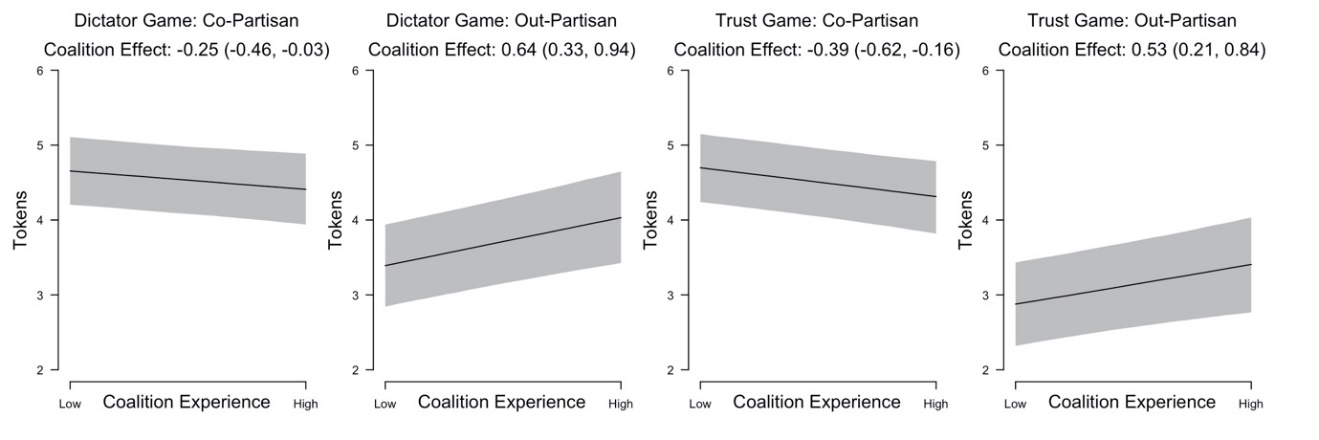 Dictator Game: Co-Partisan
Coalition Effect: -0.25 (-0.46, -0.03)
6
5
4
3
2
Tokens
Low
Coalition Experience
High
Dictator Game: Out-Partisan
Coalition Effect: 0.64 (0.33, 0.94)
6
5
4
3
2
Tokens
Low
Coalition Experience
High
Trust Game: Co-Partisan
Coalition Effect: -0.39 (-0.62, -0.16)
6
5
4
3
2
Tokens
Low
Coalition Experience
High
Trust Game: Out-Partisan
Coalition Effect: 0.53 (0.21, 0.84)
6
5
4
3
2
Tokens
Low
Coalition Experience
High